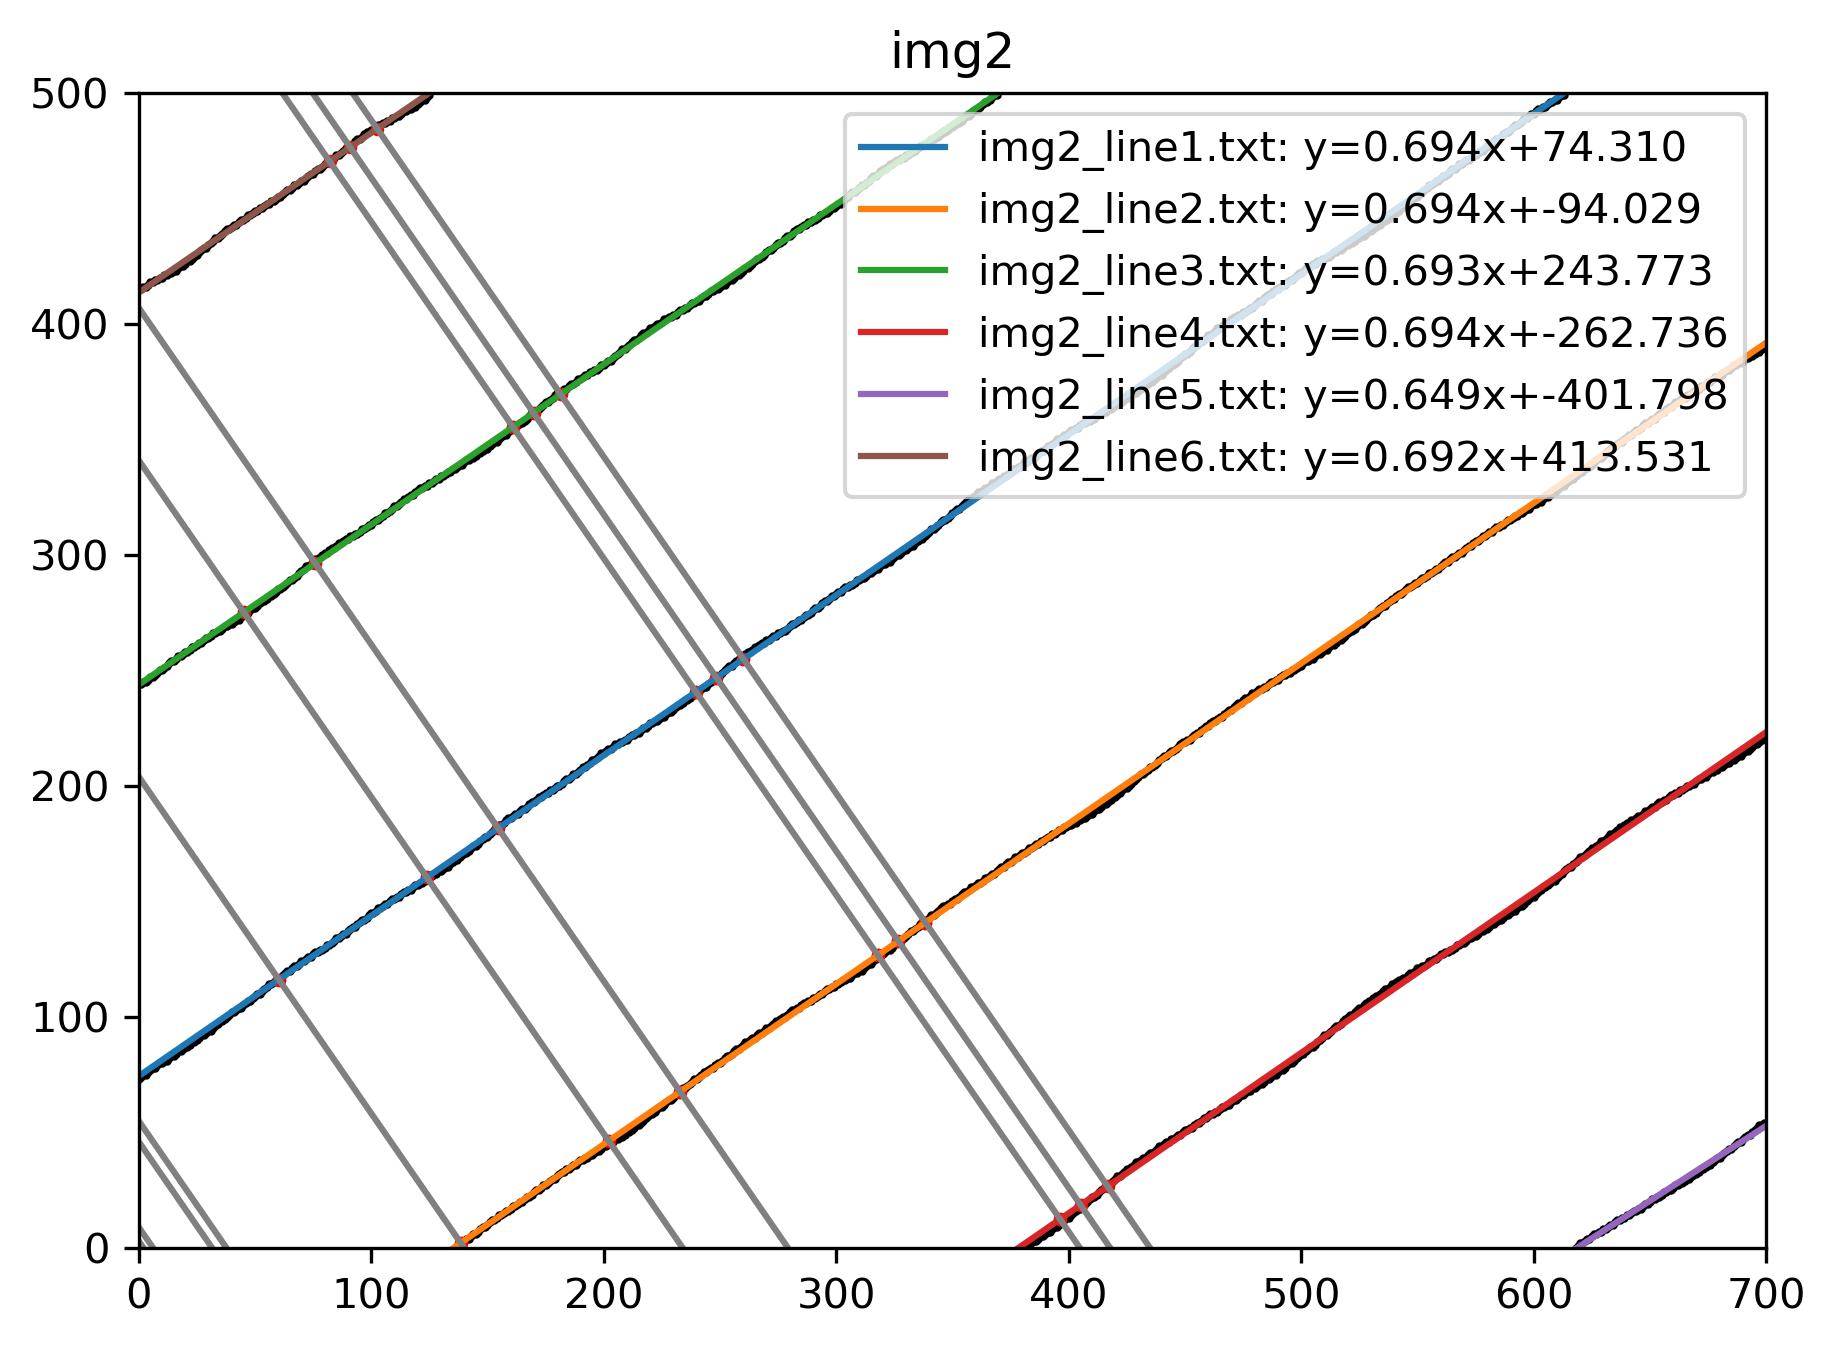 img2
500
400
300
200
100
0
0 100 200 300 400 500 600 700
img2_line1.txt: y=0.694x+74.310
img2_line2.txt: y=0.694x+-94.029
img2_line3.txt: y=0.693x+243.773
img2_line4.txt: y=0.694x+-262.736
img2_line5.txt: y=0.649x+-401.798
img2_line6.txt: y=0.692x+413.531